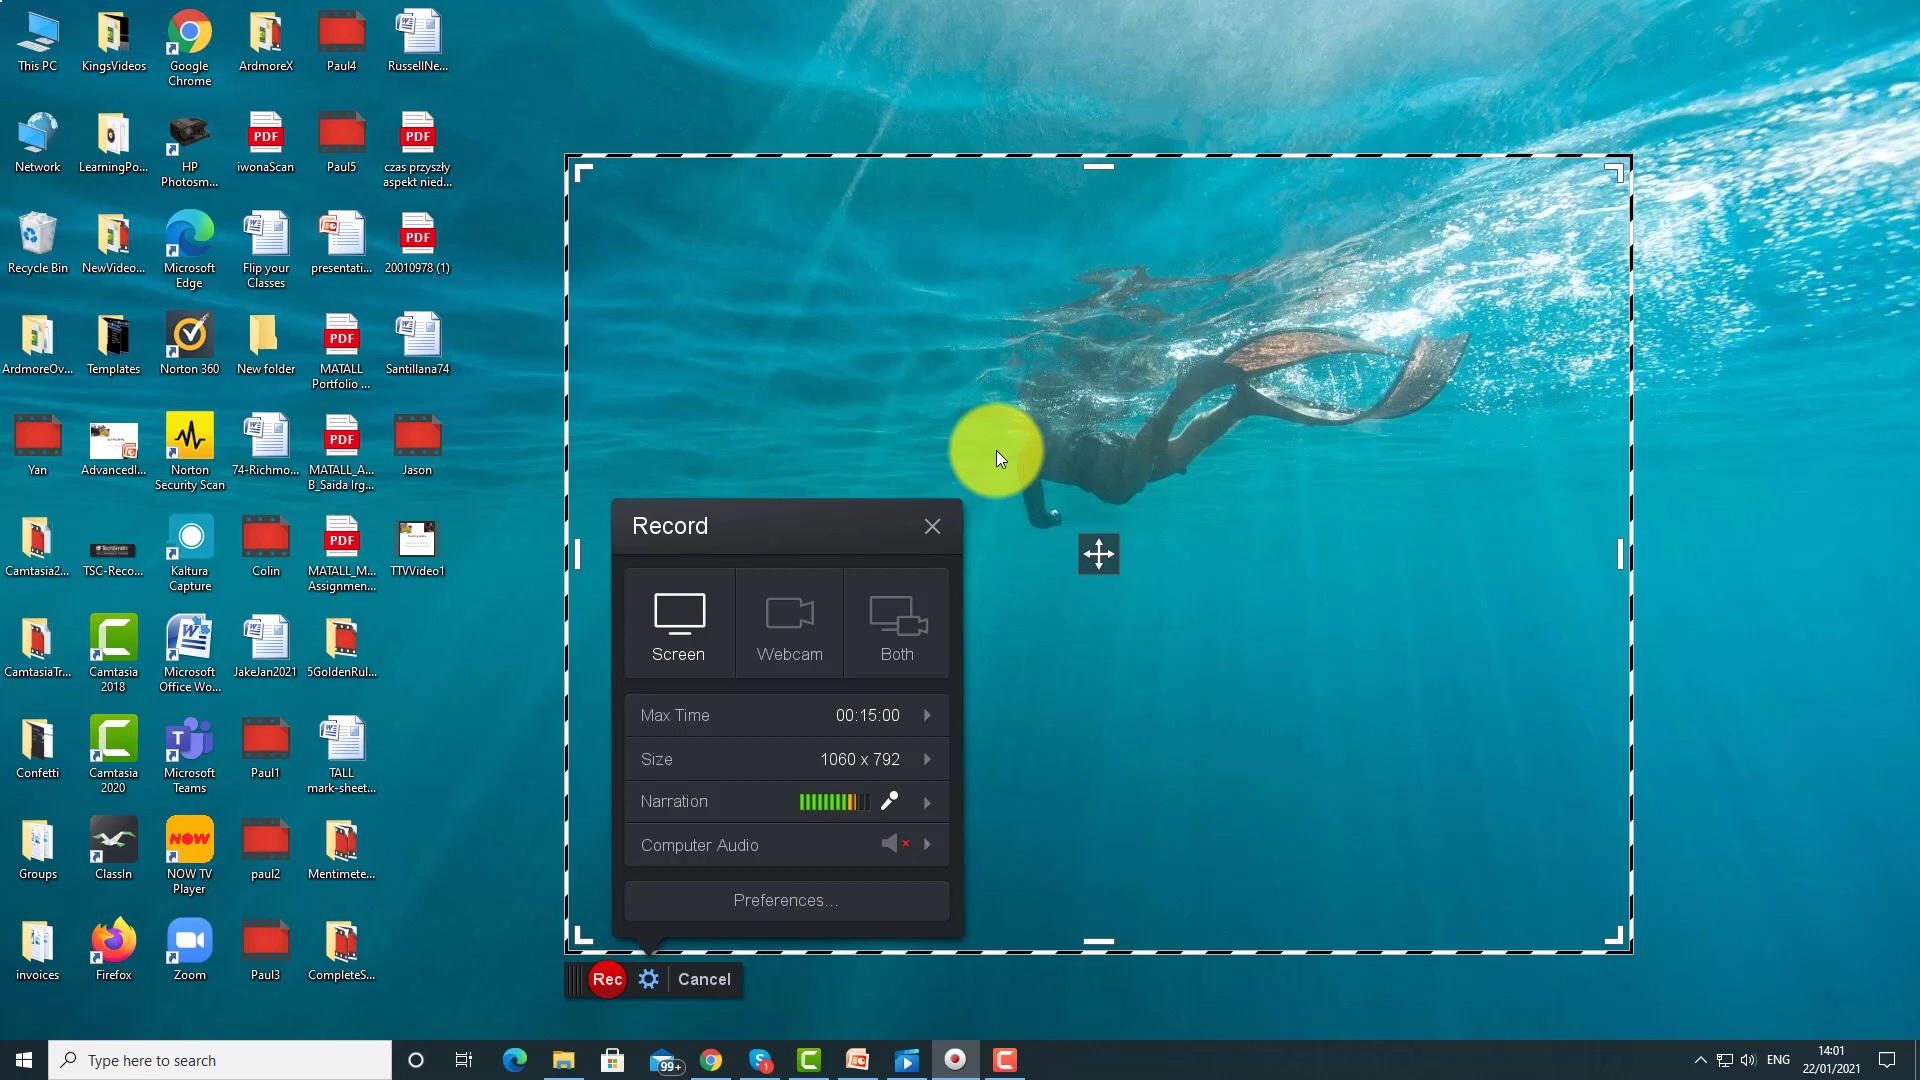 This PC
KingsVideos
Google
Chrome
ArdmoreX
Paul4
RussellNe...
Network
LearningPo...
HP
Photosm...
PDF
iwonaScan
Paul5
PDF
czas przyszły
aspekt nied...
Recycle Bin
NewVideo...
Microsoft
Edge
Flip your
Classes
presentati...
PDF
20010978 (1)
ArdmoreOv...
Templates
Norton 360
New folder
PDF
MATALL
Portfolio ...
Santillana74
Yan
AdvancedI...
Norton
Security Scan
74-Richmo...
PDF
MATALL_A...
B_Saida Irg...
Jason
Camtasia2...
TechSmith
TSC-Reco...
Kaltura
Capture
Colin
PDF
MATALL_M...
Assignmen...
TTVVideo1
CamtasiaTr...
Camtasia
2018
Microsoft
Office Wo...
JakeJan2021
5GoldenRul...
Confetti
Camtasia
2020
Microsoft
Teams
Paul1
TALL
mark-sheet...
Groups
ClassIn
NOW
NOW TV
Player
paul2
Mentimete...
invoices
Firefox
Zoom
Paul3
CompleteS...
Record
Screen
Webcam
Both
Max Time 00:15:00
Size 1060 x 792
Narration
Computer Audio
Preferences...
Rec Cancel
Type here to search
99+
1
ENG
14:01
22/01/2021